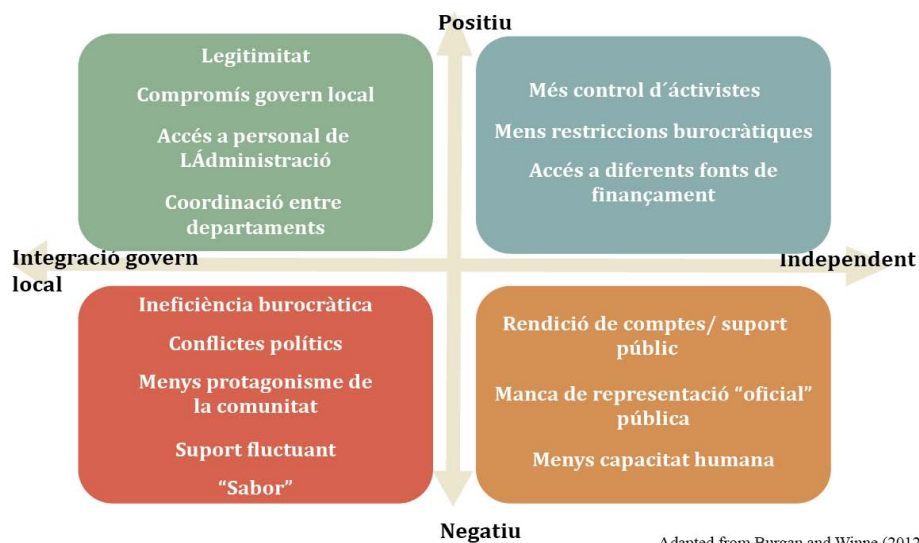 Positiu
Legitimitat
Compromís govern local
Accés a personal de
LÁdministració
Coordinació entre
departaments
Més control d´áctivistes
Mens restriccions burocràtiques
Accés a diferents fonts de
finançament
Integració govern
local
Independent
Ineficiència burocràtica
Conflictes polítics
Menys protagonisme de
la comunitat
Suport fluctuant
“Sabor”
Rendició de comptes/ suport
públic
Manca de representació “oficial”
pública
Menys capacitat humana
Negatiu
Adapted from Burgan and Winne (2012